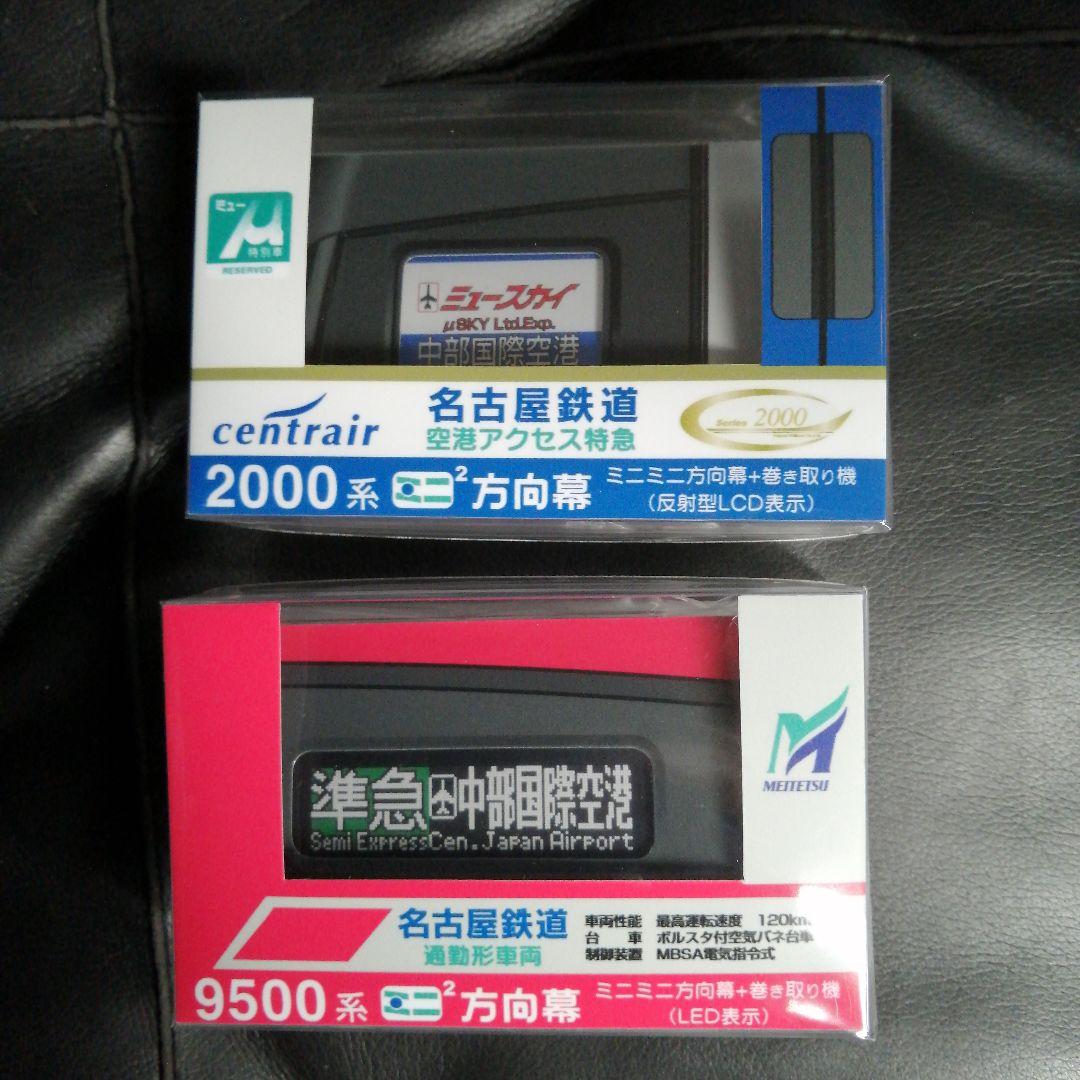 ミュー
μ
特別車
RESERVED
ミュースカイ
μSKY Ltd.Exp.
中部国際空港
centrair
名古屋鉄道
空港アクセス特急
Series 2000
2000系 ミニ² 方向幕
ミニミニ方向幕+巻き取り機
(反射型LCD表示)
準急 中部国際空港
Semi Express Cen. Japan Airport
MEITETSU
名古屋鉄道
通勤形車両
車両性能 最高運転速度 120km
台車 ボルスタ付空気バネ台車
制御装置 MBSA電気指令式
9500系 ミニ² 方向幕
ミニミニ方向幕+巻き取り機
(LED表示)